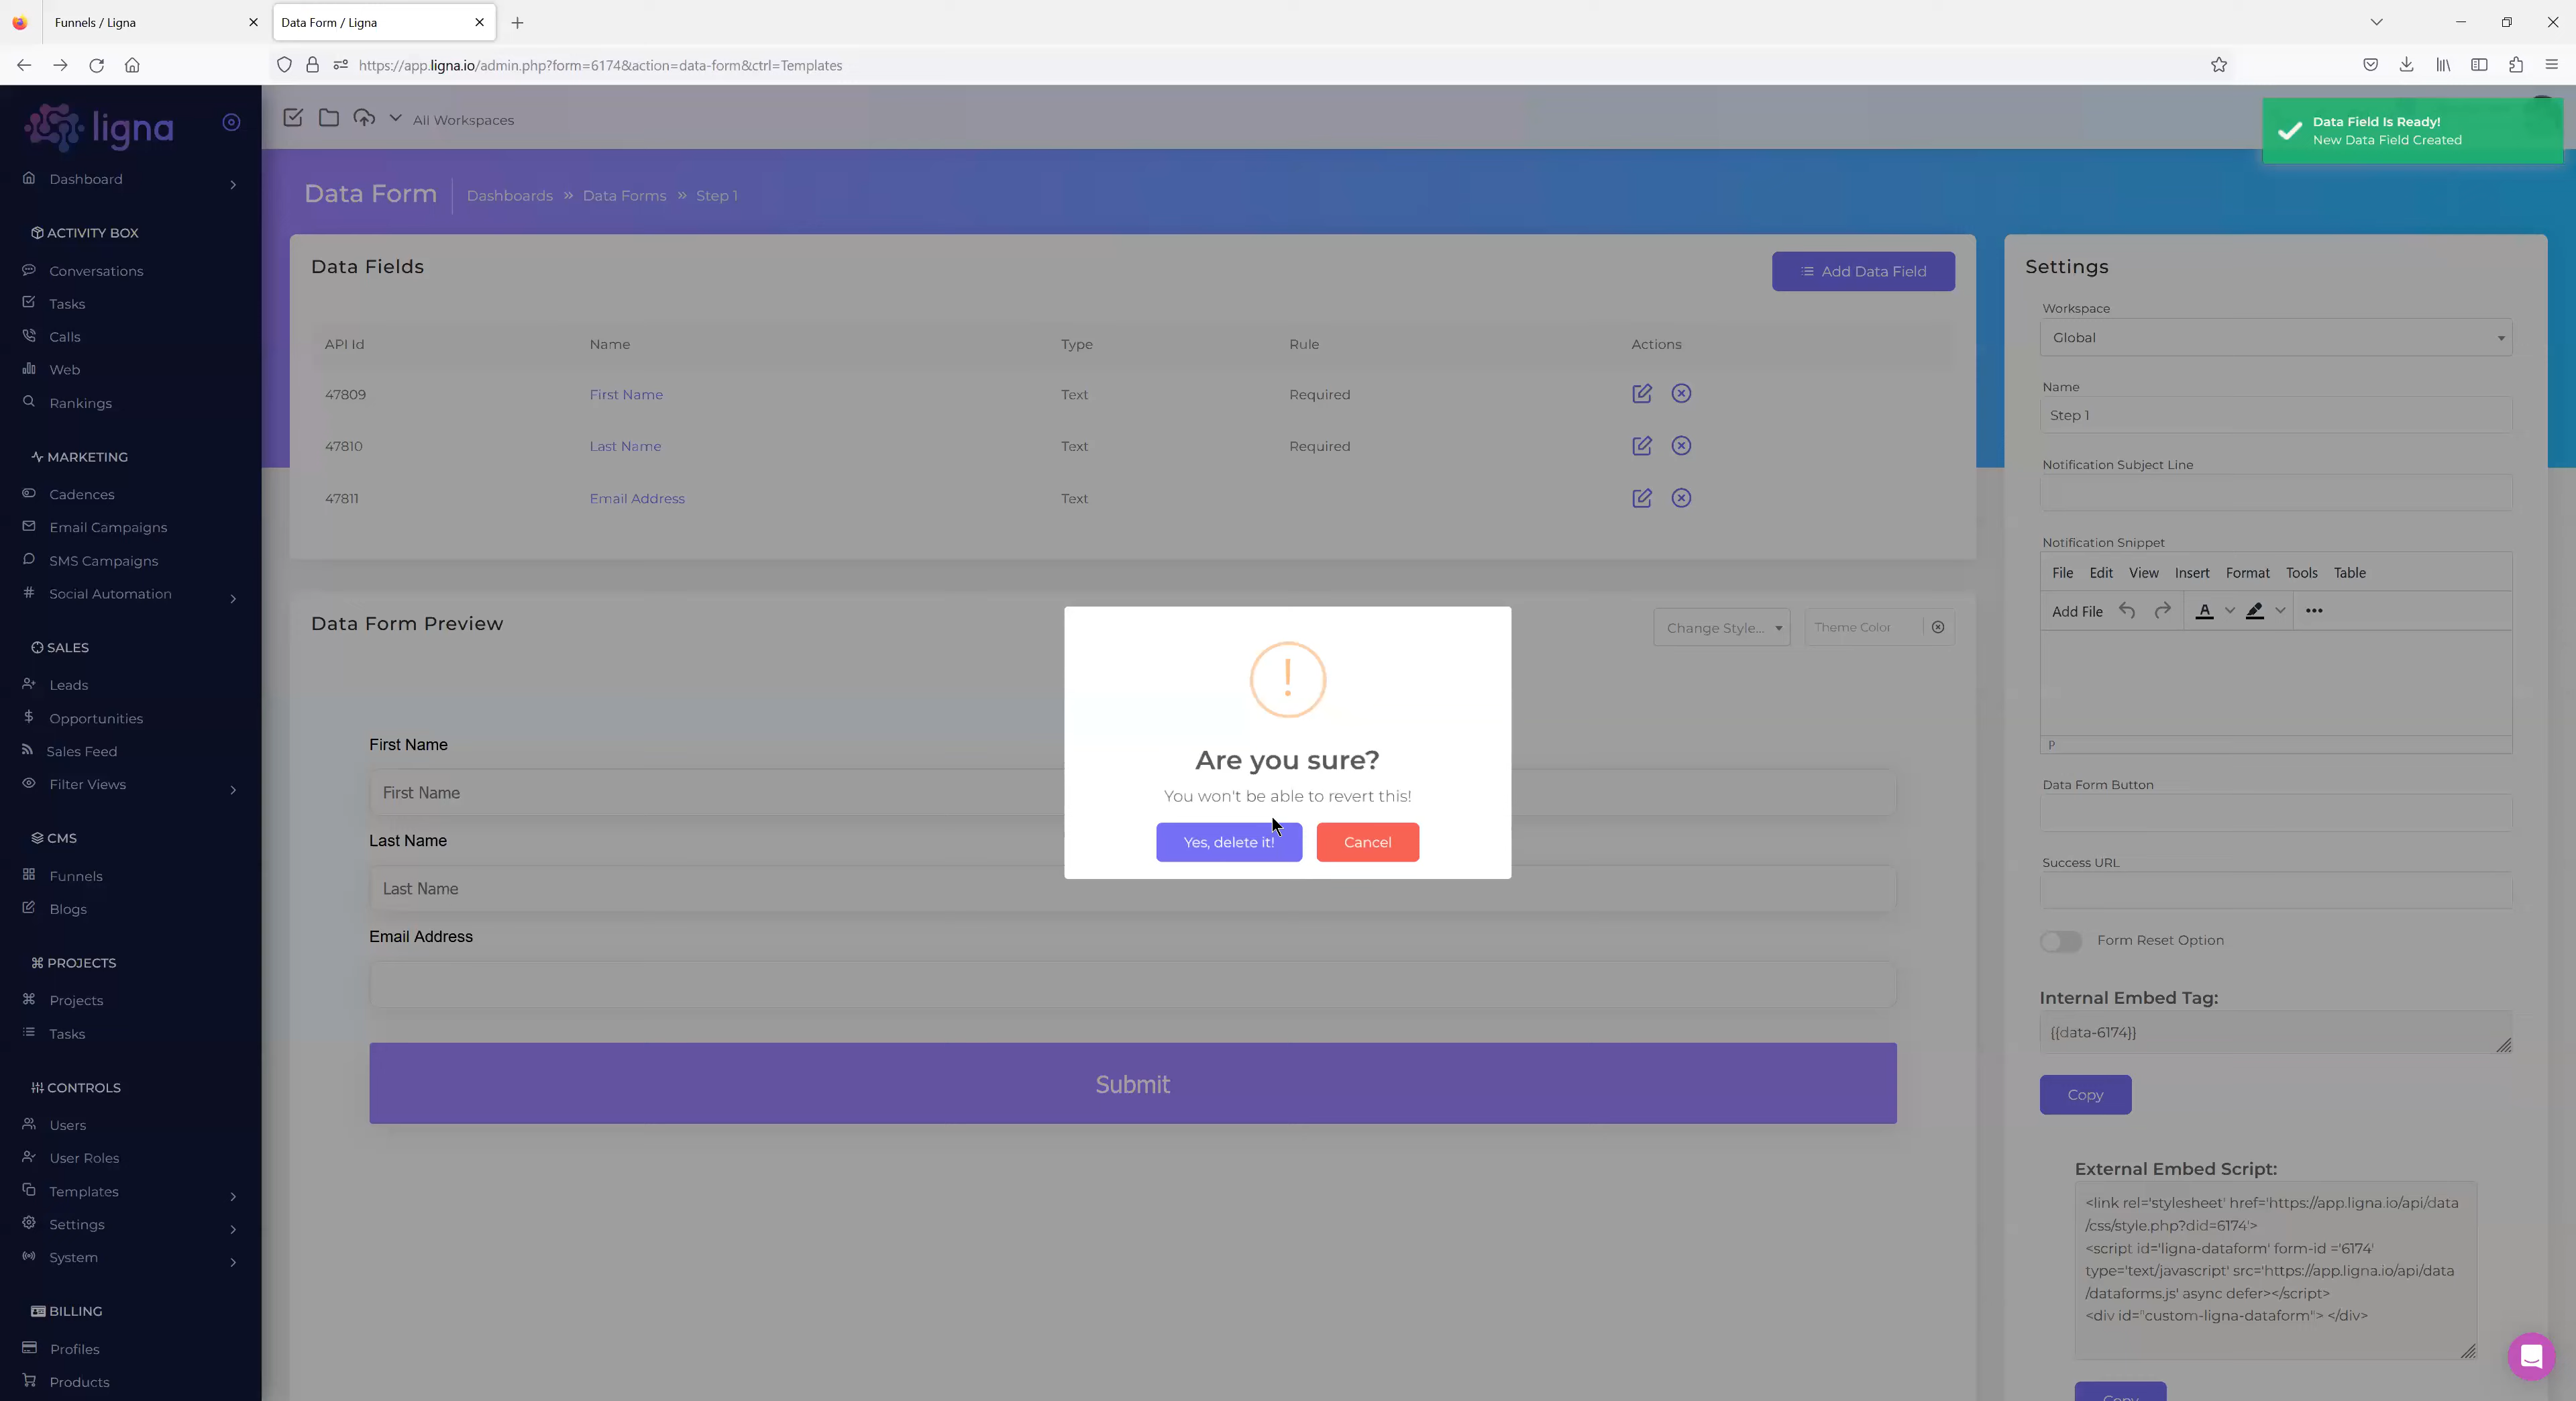 Funnels / Ligna
Data Form / Ligna
https://app.ligna.io/admin.php?form=6174&action=data-form&ctrl=Templates
ligna
All Workspaces
Data Field Is Ready!
New Data Field Created
Dashboard
ACTIVITY BOX
Conversations
Tasks
Calls
Web
Rankings
MARKETING
Cadences
Email Campaigns
SMS Campaigns
# Social Automation
SALES
Leads
$ Opportunities
Sales Feed
Filter Views
CMS
Funnels
Blogs
PROJECTS
Projects
Tasks
CONTROLS
Users
User Roles
Templates
Settings
System
BILLING
Profiles
Products
Data Form
Dashboards » Data Forms » Step 1
Data Fields
Add Data Field
API Id Name Type Rule Actions
47809 First Name Text Required
47810 Last Name Text Required
47811 Email Address Text
Data Form Preview
Change Style...
Theme Color
First Name
First Name
Last Name
Last Name
Email Address
Submit
!
Are you sure?
You won't be able to revert this!
Yes, delete it!
Cancel
Settings
Workspace
Global
Name
Step 1
Notification Subject Line
Notification Snippet
File Edit View Insert Format Tools Table
Add File A
P
Data Form Button
Success URL
Form Reset Option
Internal Embed Tag:
{{data-6174}}
Copy
External Embed Script:
<link rel='stylesheet' href='https://app.ligna.io/api/data
/css/style.php?did=6174'>
<script id='ligna-dataform' form-id ='6174'
type='text/javascript' src='https://app.ligna.io/api/data
/dataforms.js' async defer></script>
<div id="custom-ligna-dataform"> </div>
Copy